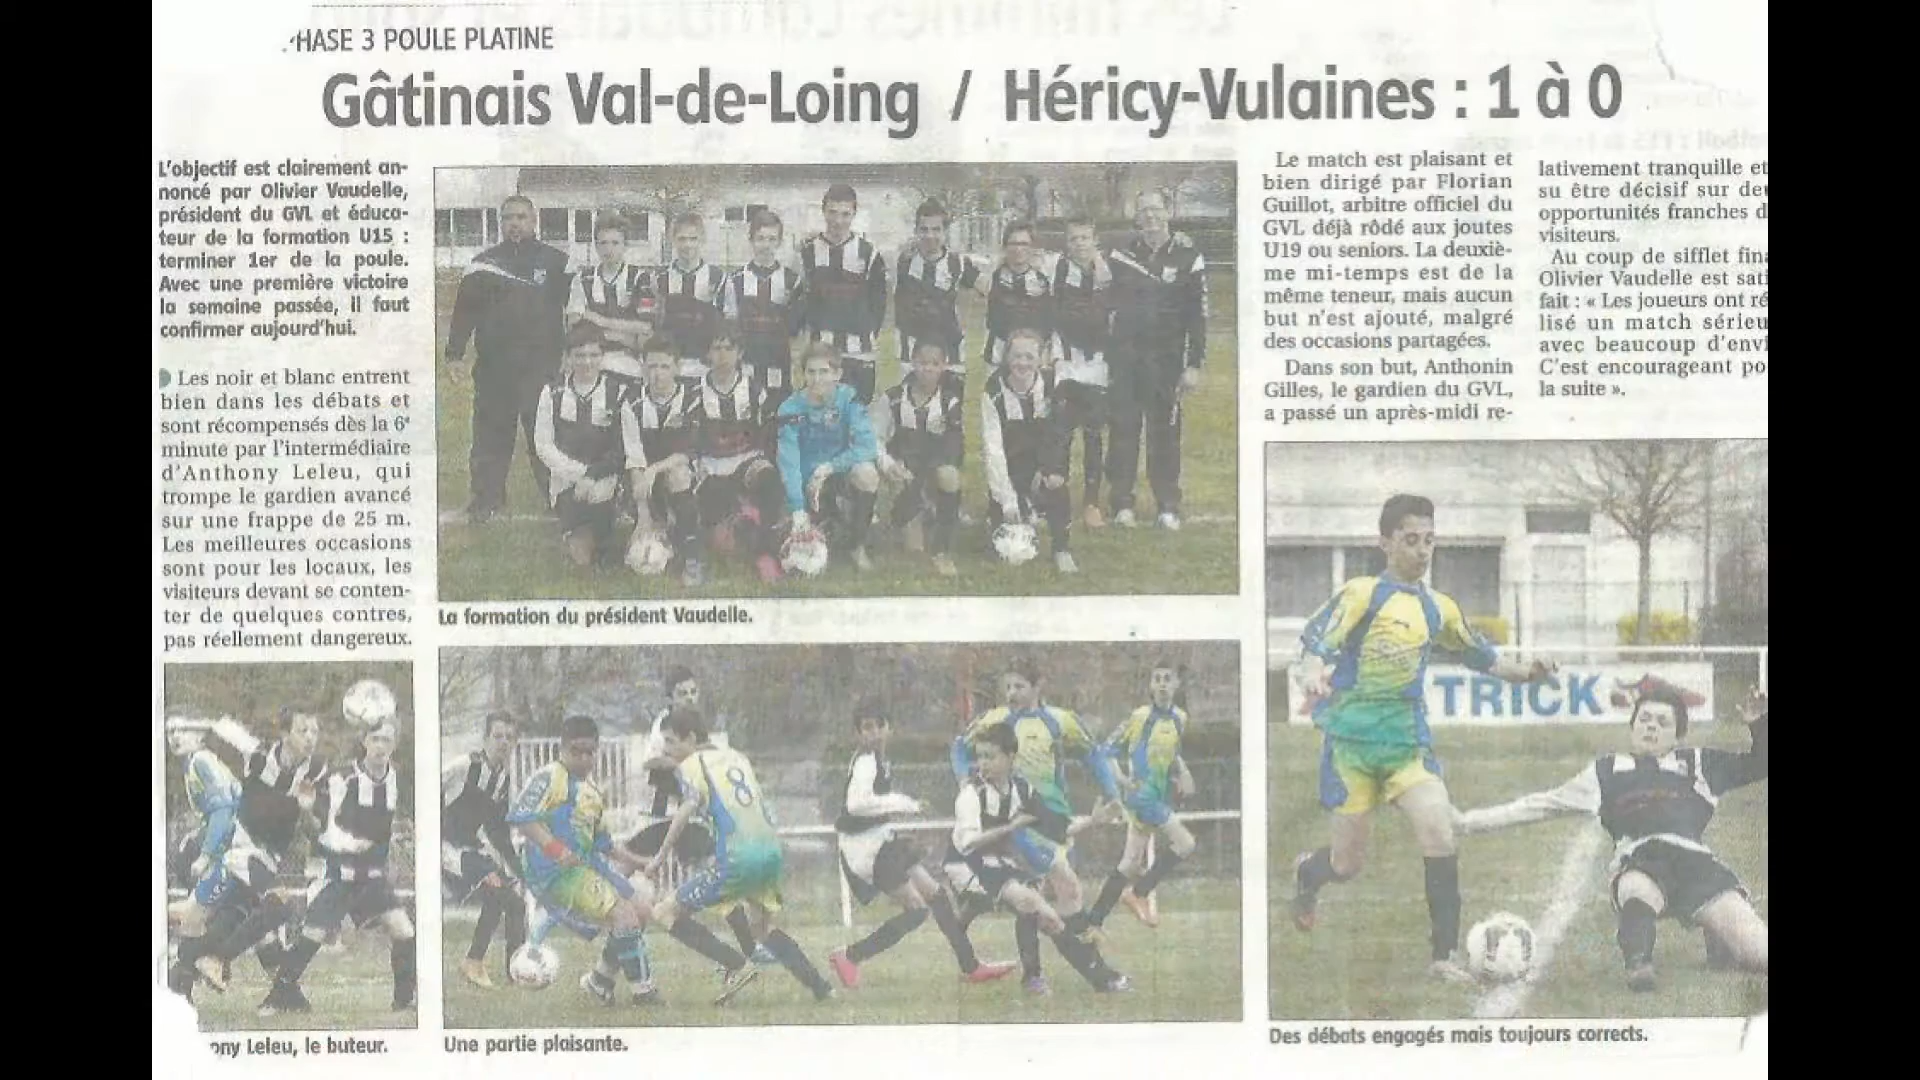 HASE 3 POULE PLATINE
Gâtinais Val-de-Loing / Héricy-Vulaines : 1 à 0
L'objectif est clairement an-
noncé par Olivier Vaudelle,
président du GVL et éduca-
teur de la formation U15 :
terminer 1er de la poule.
Avec une première victoire
la semaine passée, il faut
confirmer aujourd'hui.
Les noir et blanc entrent
bien dans les débats et
sont récompensés dès la 6e
minute par l'intermédiaire
d'Anthony Leleu, qui
trompe le gardien avancé
sur une frappe de 25 m.
Les meilleures occasions
sont pour les locaux, les
visiteurs devant se conten-
ter de quelques contres,
pas réellement dangereux.
ony Leleu, le buteur.
La formation du président Vaudelle.
8
Une partie plaisante.
Le match est plaisant et
bien dirigé par Florian
Guillot, arbitre officiel du
GVL déjà rôdé aux joutes
U19 ou seniors. La deuxiè-
me mi-temps est de la
même teneur, mais aucun
but n'est ajouté, malgré
des occasions partagées.
Dans son but, Anthonin
Gilles, le gardien du GVL,
a passé un après-midi re-
lativement tranquille et
su être décisif sur de
opportunités franches d
visiteurs.
Au coup de sifflet fin
Olivier Vaudelle est sati
fait : « Les joueurs ont ré
lisé un match sérieu
avec beaucoup d'envi
C'est encourageant po
la suite ».
TRICK
Des débats engagés mais toujours corrects.